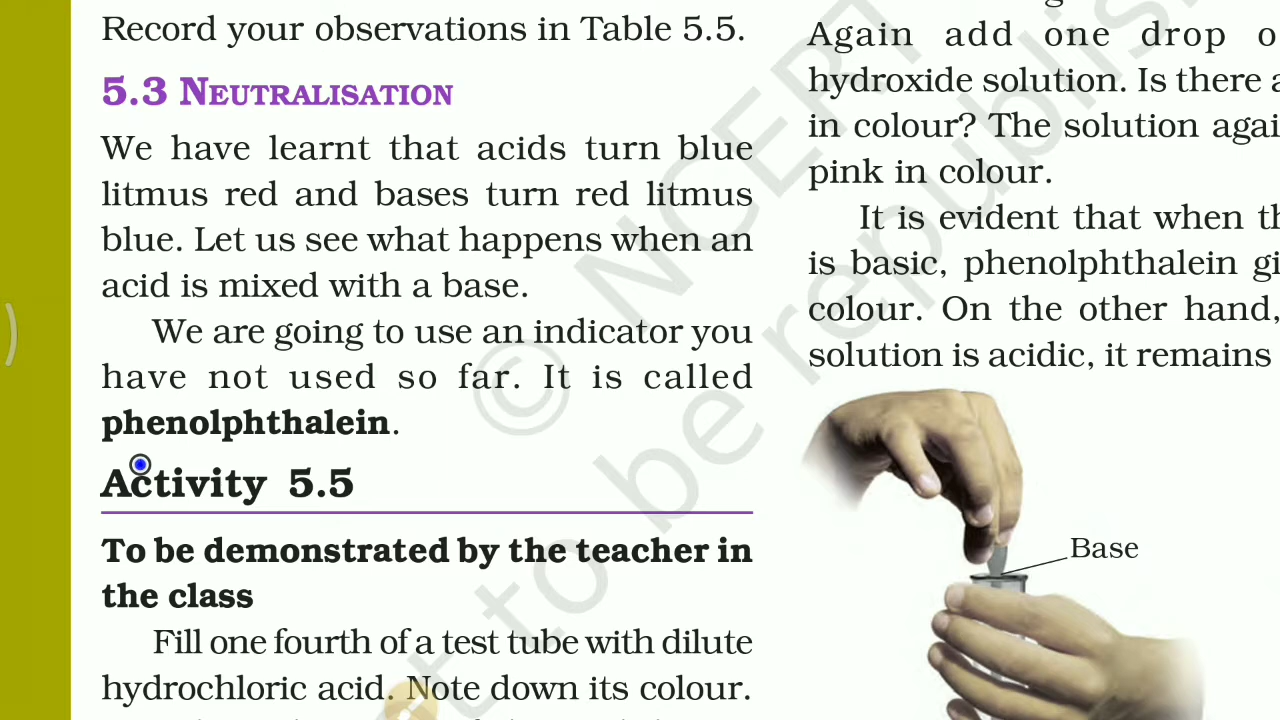 Record your observations in Table 5.5.
5.3 NEUTRALISATION
We have learnt that acids turn blue
litmus red and bases turn red litmus
blue. Let us see what happens when an
acid is mixed with a base.
We are going to use an indicator you
have not used so far. It is called
phenolphthalein.
Activity 5.5
To be demonstrated by the teacher in
the class
Fill one fourth of a test tube with dilute
hydrochloric acid. Note down its colour.
Again add one drop
hydroxide solution. Is there
in colour? The solution
pink in colour.
It is evident that when
is basic, phenolphthalein
colour. On the other hand,
solution is acidic, it remains
Base
© NCERT
to be